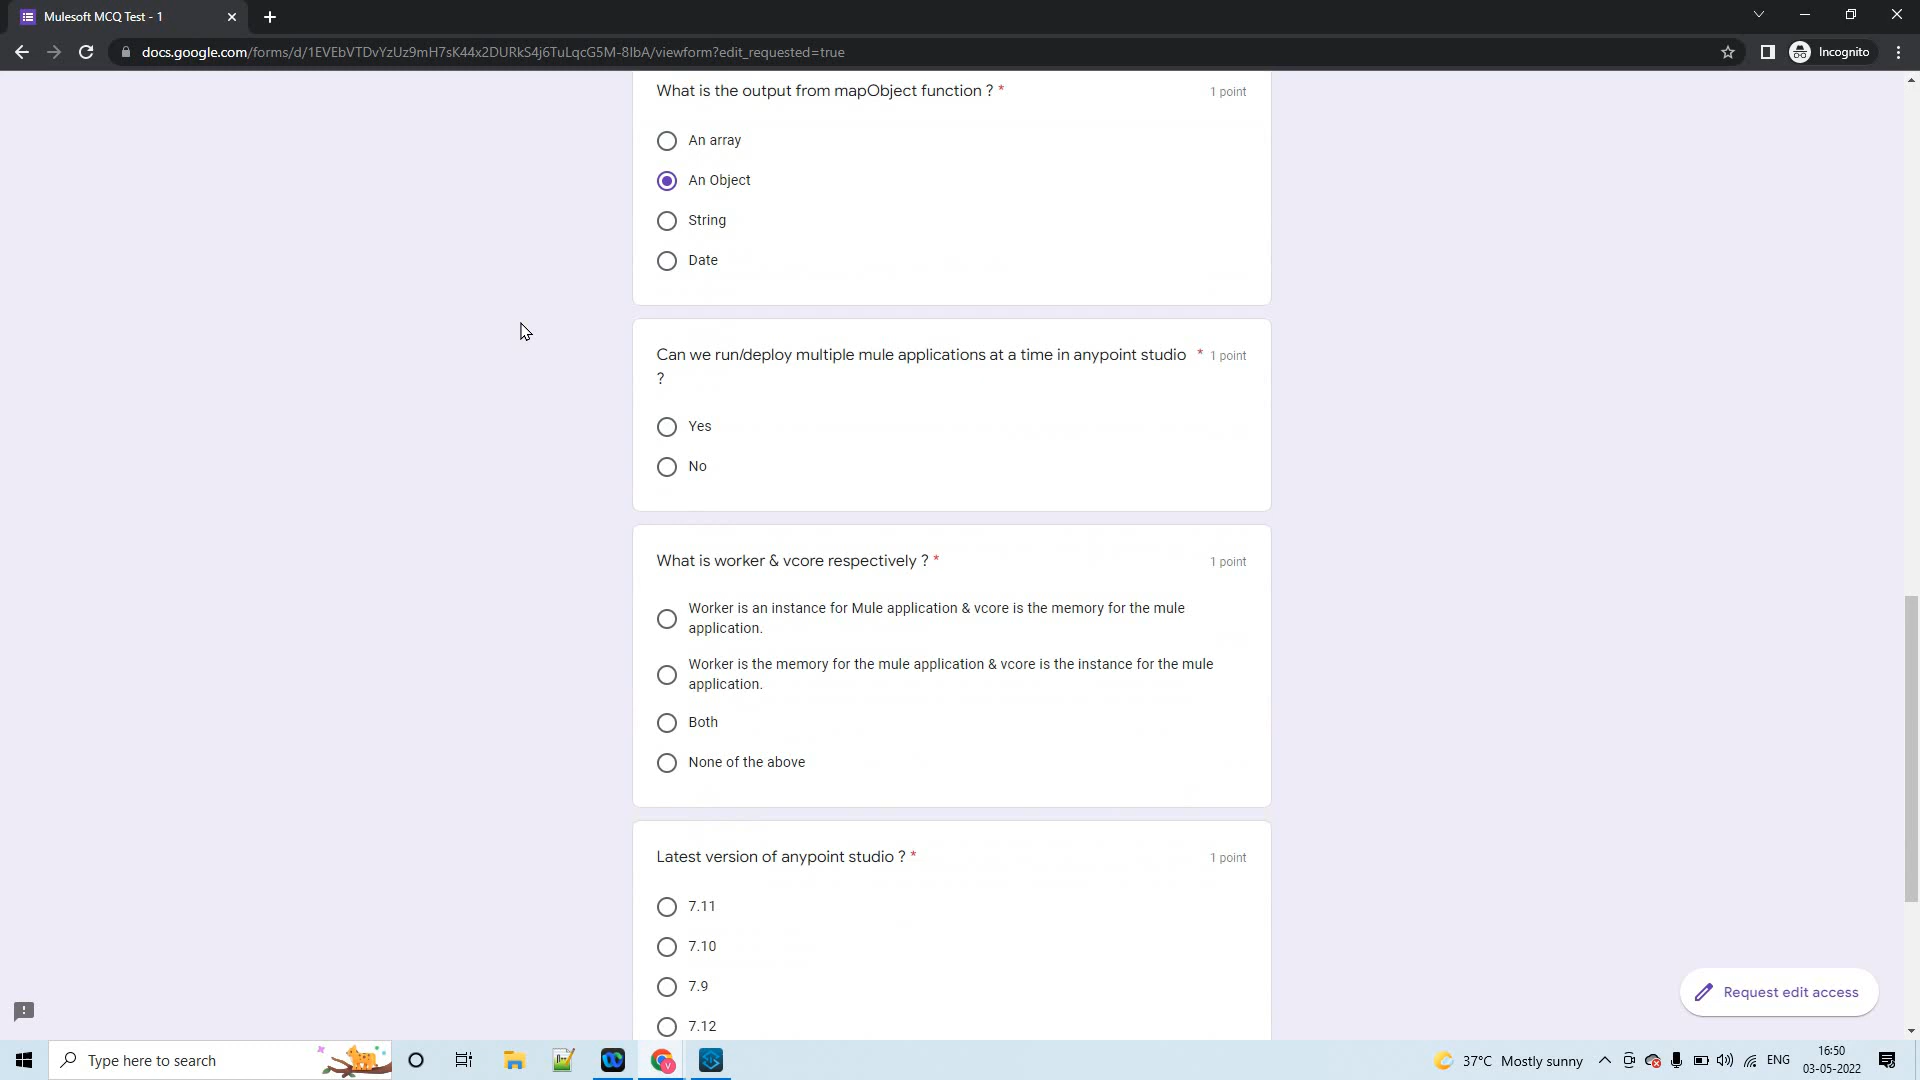 Mulesoft MCQ Test - 1
docs.google.com/forms/d/1EVEbVTDvYzUz9mH7sK44x2DURkS4j6TuLqcG5M-8IbA/viewform?edit_requested=true
Incognito
What is the output from mapObject function ? *
1 point
An array
An Object
String
Date
Can we run/deploy multiple mule applications at a time in anypoint studio * 1 point
?
Yes
No
What is worker & vcore respectively ? *
1 point
Worker is an instance for Mule application & vcore is the memory for the mule
application.
Worker is the memory for the mule application & vcore is the instance for the mule
application.
Both
None of the above
Latest version of anypoint studio ? *
1 point
7.11
7.10
7.9
7.12
Request edit access
Type here to search
37°C Mostly sunny
ENG
16:50
03-05-2022